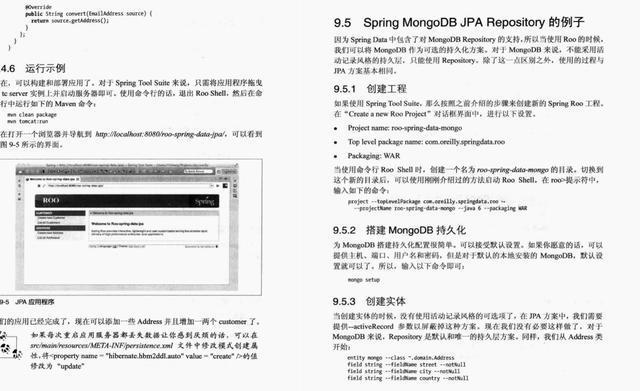 @Override
public String convert(EmailAddress source) {
return source.getAddress();
}
};
}
4.6 运行示例
在，可以构建和部署应用了。对于 Spring Tool Suite 来说，只需将应用程序拖曳
tc server 实例上并启动服务器即可。使用命令行的话，退出 Roo Shell，然后在命
行中运行如下的 Maven 命令：
mvn clean package
mvn tomcat:run
在打开一个浏览器并导航到 http://localhost:8080/roo-spring-data-jpa/，可以看到
图 9-5 所示的界面。
ROO
Spring
Welcome to Roo-spring-data-jpa
9-5 JPA 应用程序
们的应用已经完成了，现在可以添加一些 Address 并且增加一两个 customer 了。
如果每次重启应用服务器都丢失数据让你感到厌烦的话，可以在
src/main/resources/META-INF/persistence.xml 文件中修改模式创建属
性，将<property name = "hibernate.hbm2ddl.auto" value = "create" />的值
修改为 "update"
9.5 Spring MongoDB JPA Repository 的例子
因为 Spring Data 中包含了对 MongoDB Repository 的支持，所以当使用 Roo 的时候，
我们可以将 MongoDB 作为可选的持久化方案。对于 MongoDB 来说，不能采用活
动记录风格的持久层，只能使用 Repository。除了这一点区别之外，使用的过程与
JPA 方案基本相同。
9.5.1 创建工程
如果使用 Spring Tool Suite，那么按照之前介绍的步骤来创建新的 Spring Roo 工程。
在 “Create a new Roo Project” 对话框界面中，进行以下设置。
• Project name: roo-spring-data-mongo
• Top level package name: com.oreilly.springdata.roo
• Packaging: WAR
当使用命令行 Roo Shell 时，创建一个名为 roo-spring-data-mongo 的目录。切换到
这个新的目录后，可以使用刚刚介绍过的方法启动 Roo Shell，在 roo>提示符中，
输入如下的命令：
project --topLevelPackage com.oreilly.springdata.roo
--projectName roo-spring-data-mongo --java 6 --packaging WAR
9.5.2 搭建 MongoDB 持久化
为 MongoDB 搭建持久化配置很简单。可以接受默认设置。如果你愿意的话，可以
提供主机、端口、用户名和密码，但是对于默认的本地安装的 MongoDB，默认设
置就可以了。所以，输入以下命令即可：
mongo setup
9.5.3 创建实体
当创建实体的时候，没有使用活动记录风格的可选项了，在 JPA 方案中，我们需要
提供--activeRecord 参数以屏蔽掉这种方案。现在我们没有必要这样做了，对于
MongoDB 来说，Repository 是默认和唯一的持久层方案。同样，我们从 Address 类
开始：
entity mongo --class ~.domain.Address
field string --fieldName street --notNull
field string --fieldName city --notNull
field string --fieldName country --notNull